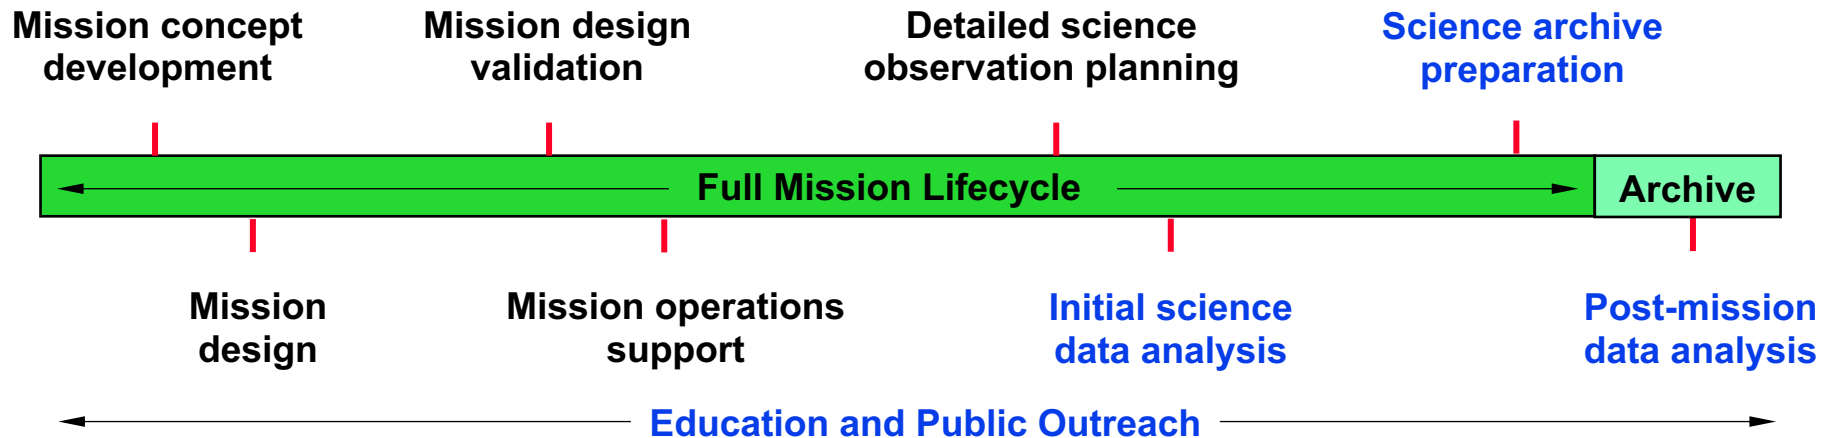 Mission concept
development
Mission design
validation
Detailed science
observation planning
Science archive
preparation
Full Mission Lifecycle
Archive
Mission
design
Mission operations
support
Initial science
data analysis
Post-mission
data analysis
Education and Public Outreach